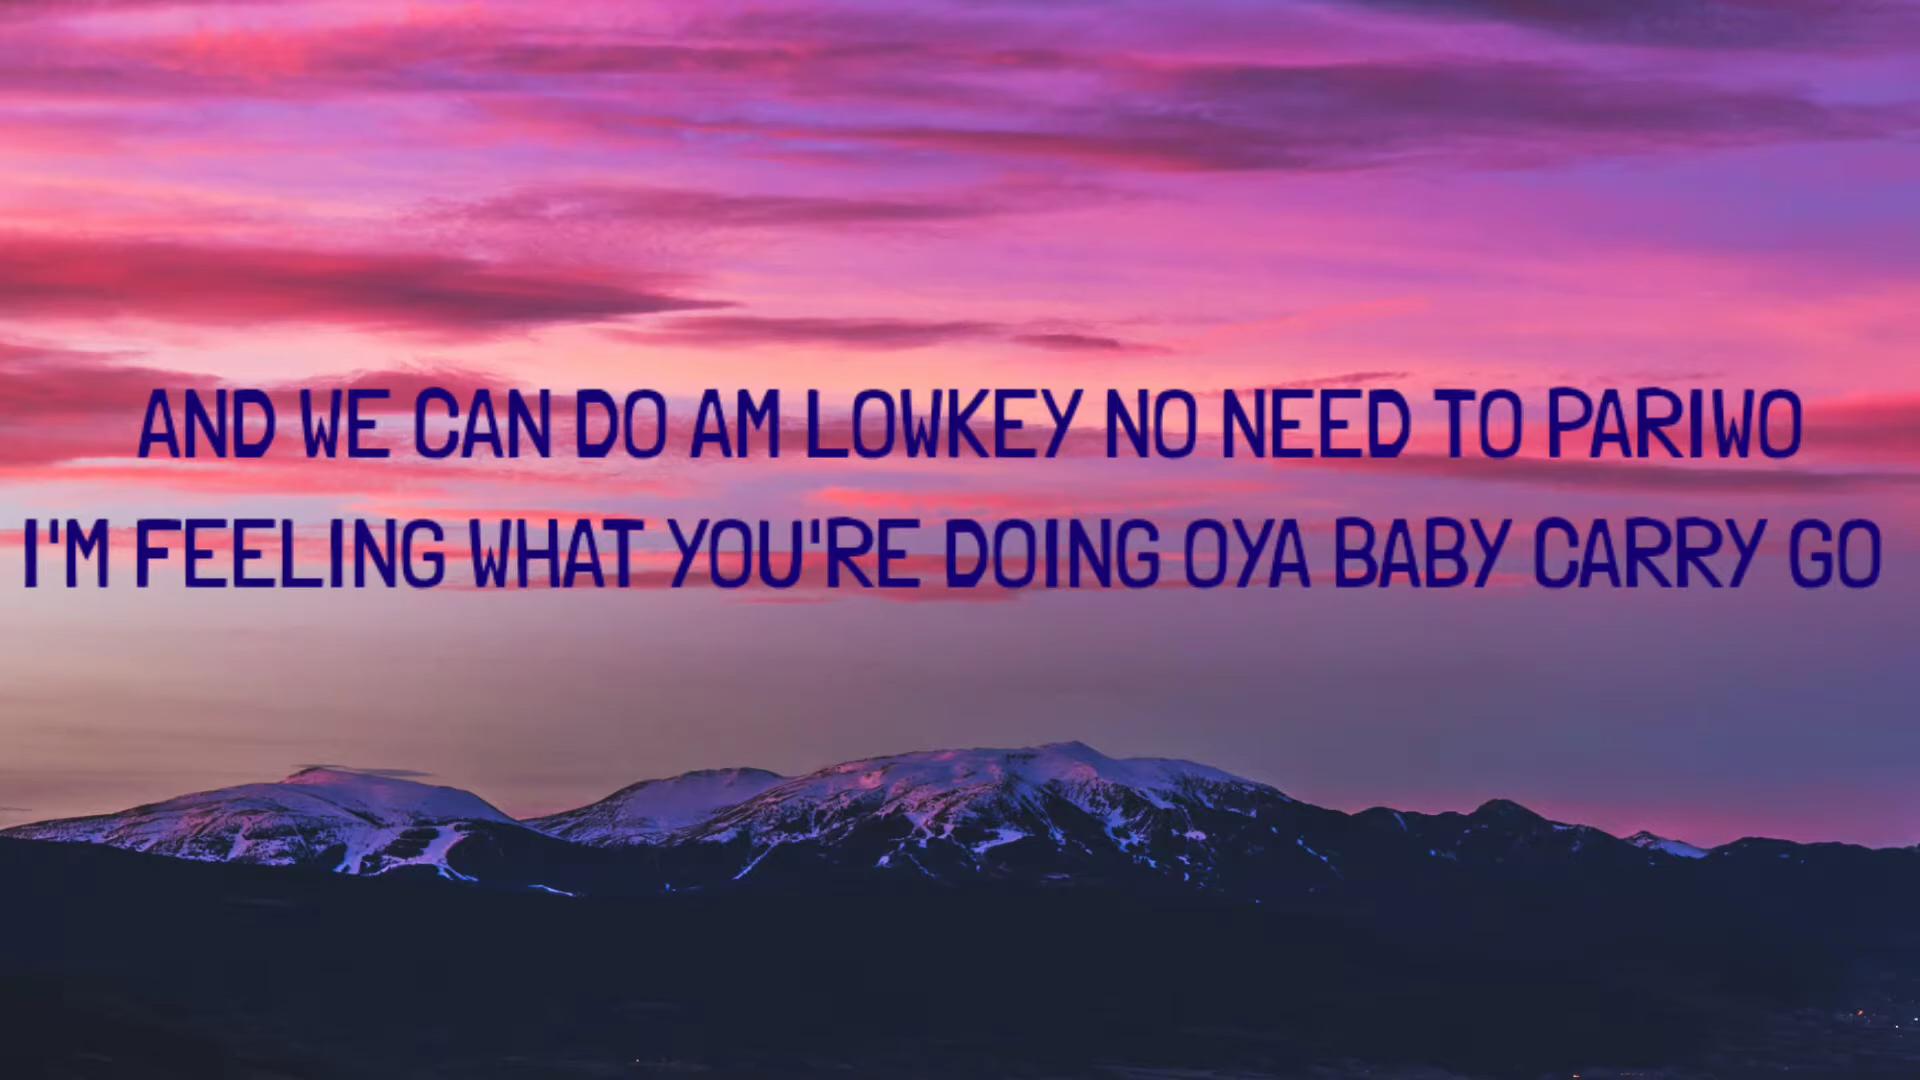 AND WE CAN DO AM LOWKEY NO NEED TO PARIWO
I'M FEELING WHAT YOU'RE DOING OYA BABY CARRY GO